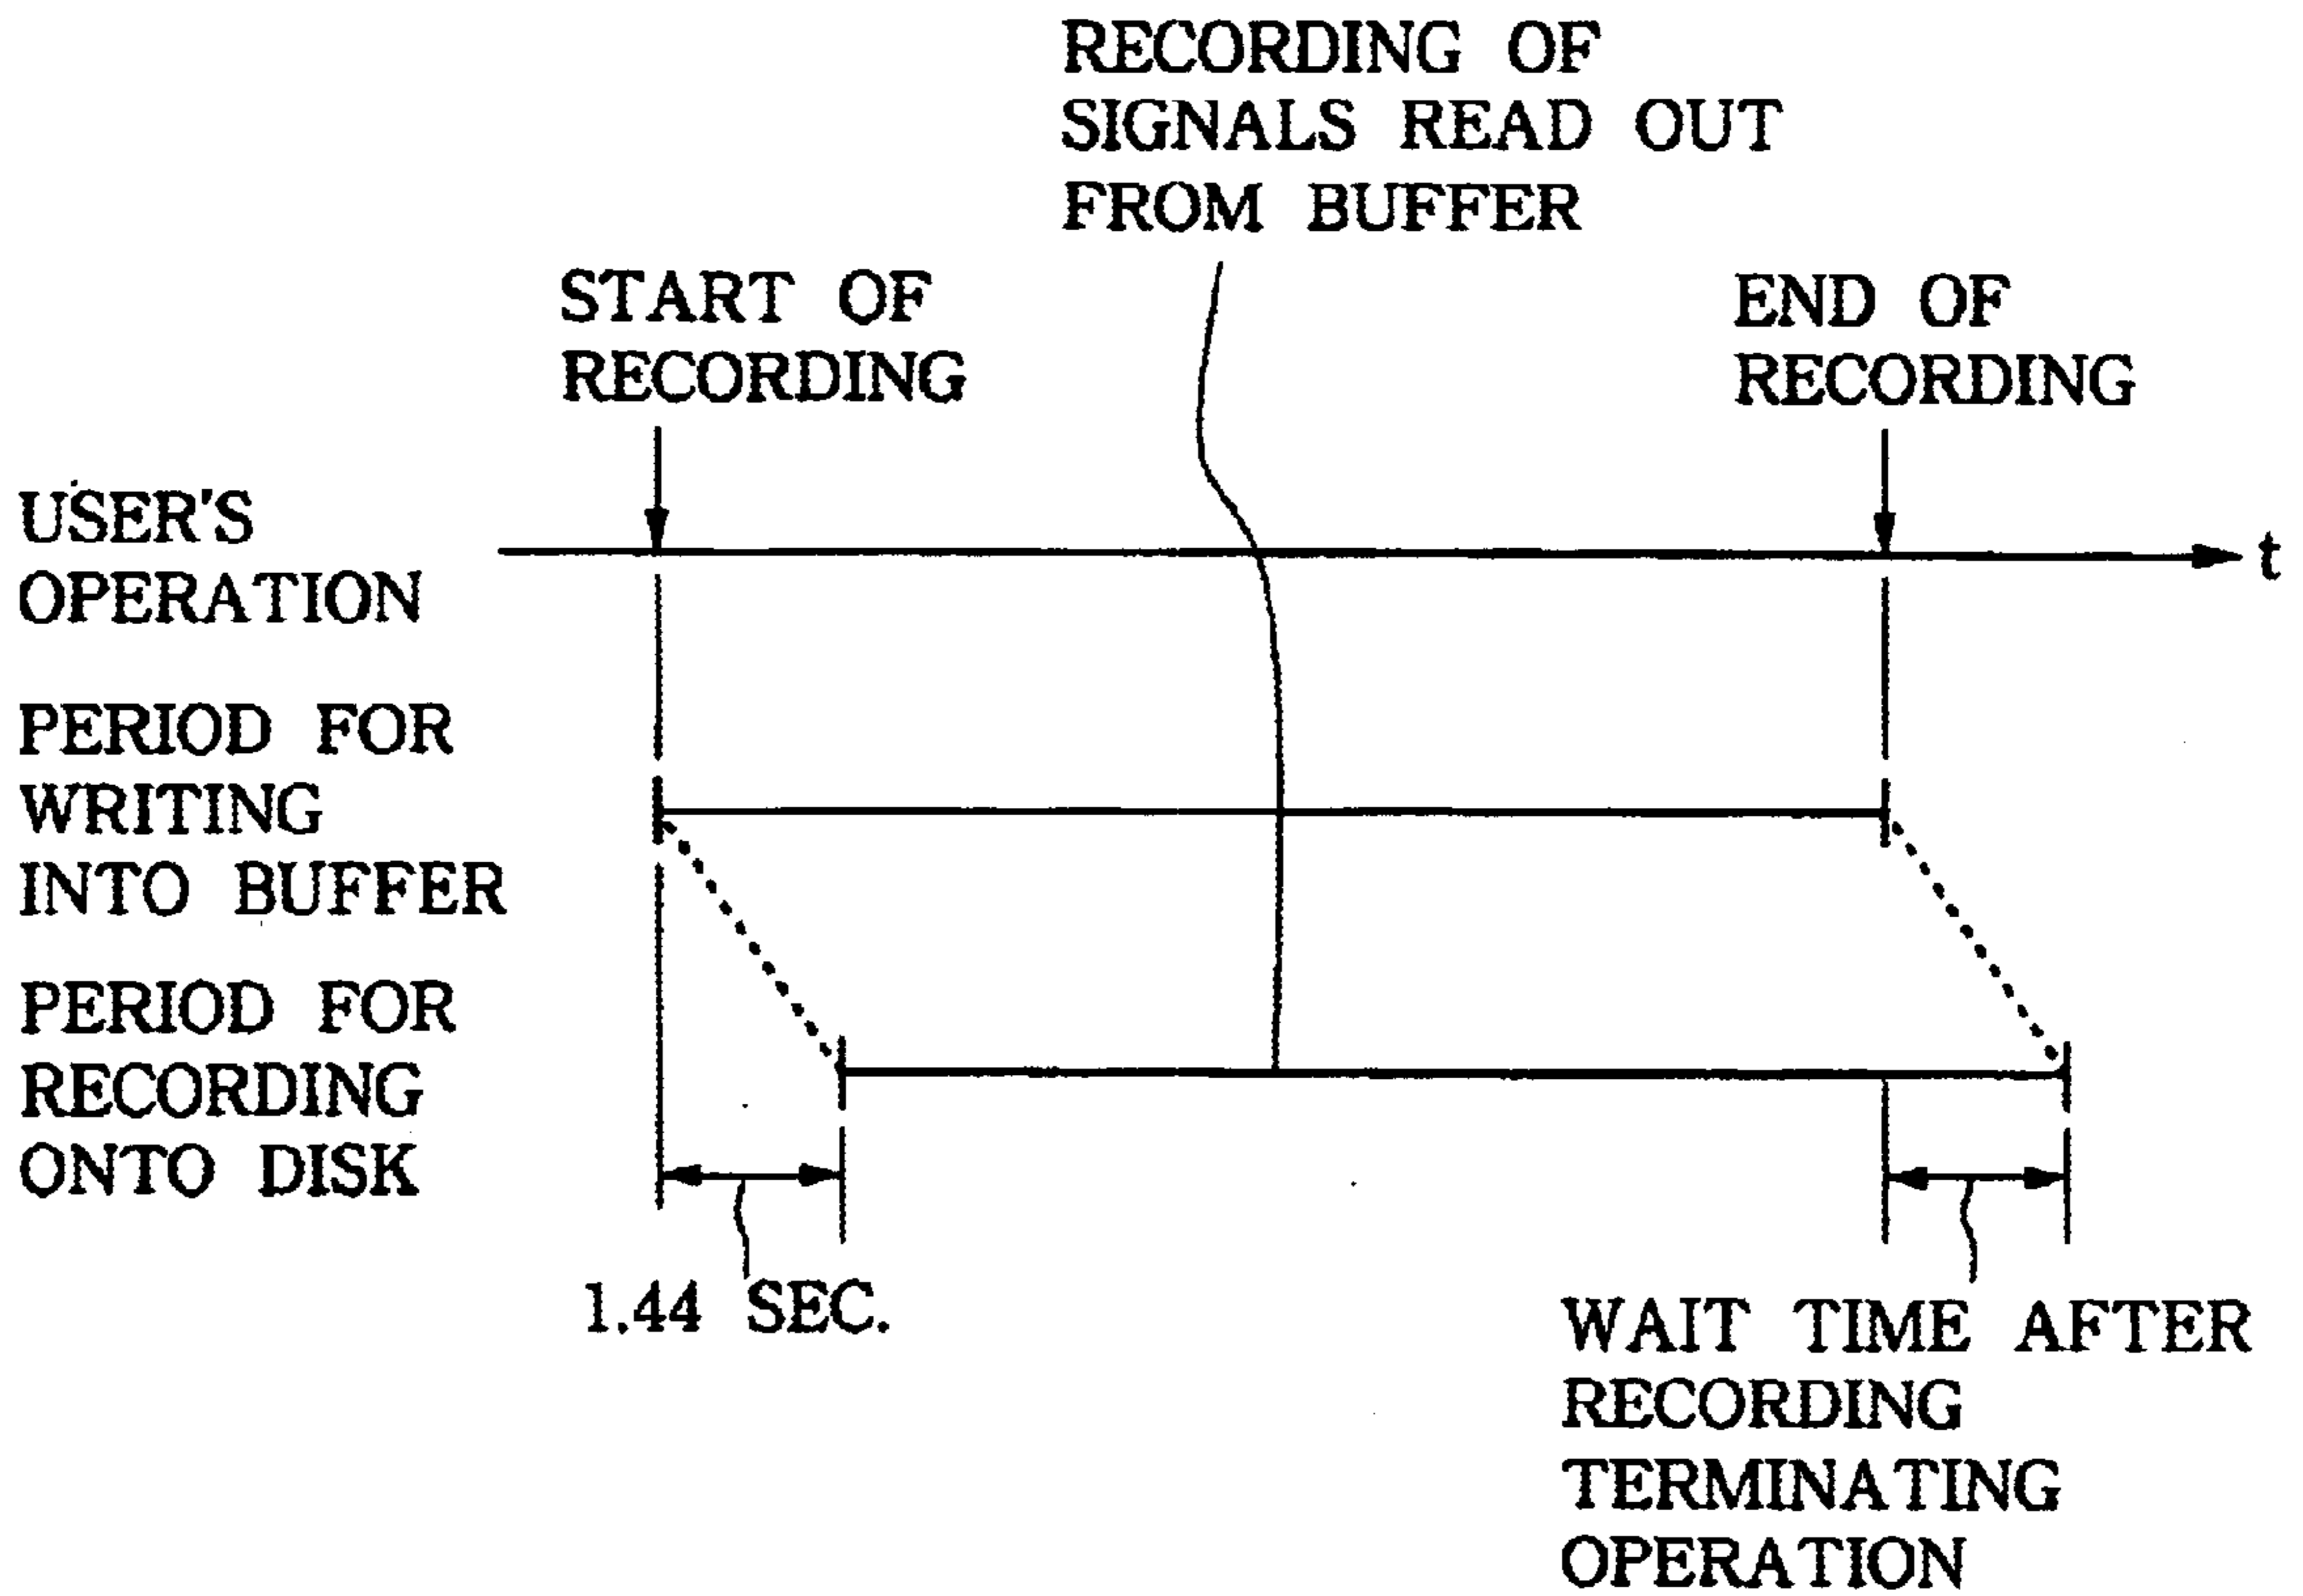 RECORDING OF
SIGNALS READ OUT
FROM BUFFER
START OF
RECORDING
END OF
RECORDING
USER'S
OPERATION
t
PERIOD FOR
WRITING
INTO BUFFER
PERIOD FOR
RECORDING
ONTO DISK
1.44 SEC.
WAIT TIME AFTER
RECORDING
TERMINATING
OPERATION